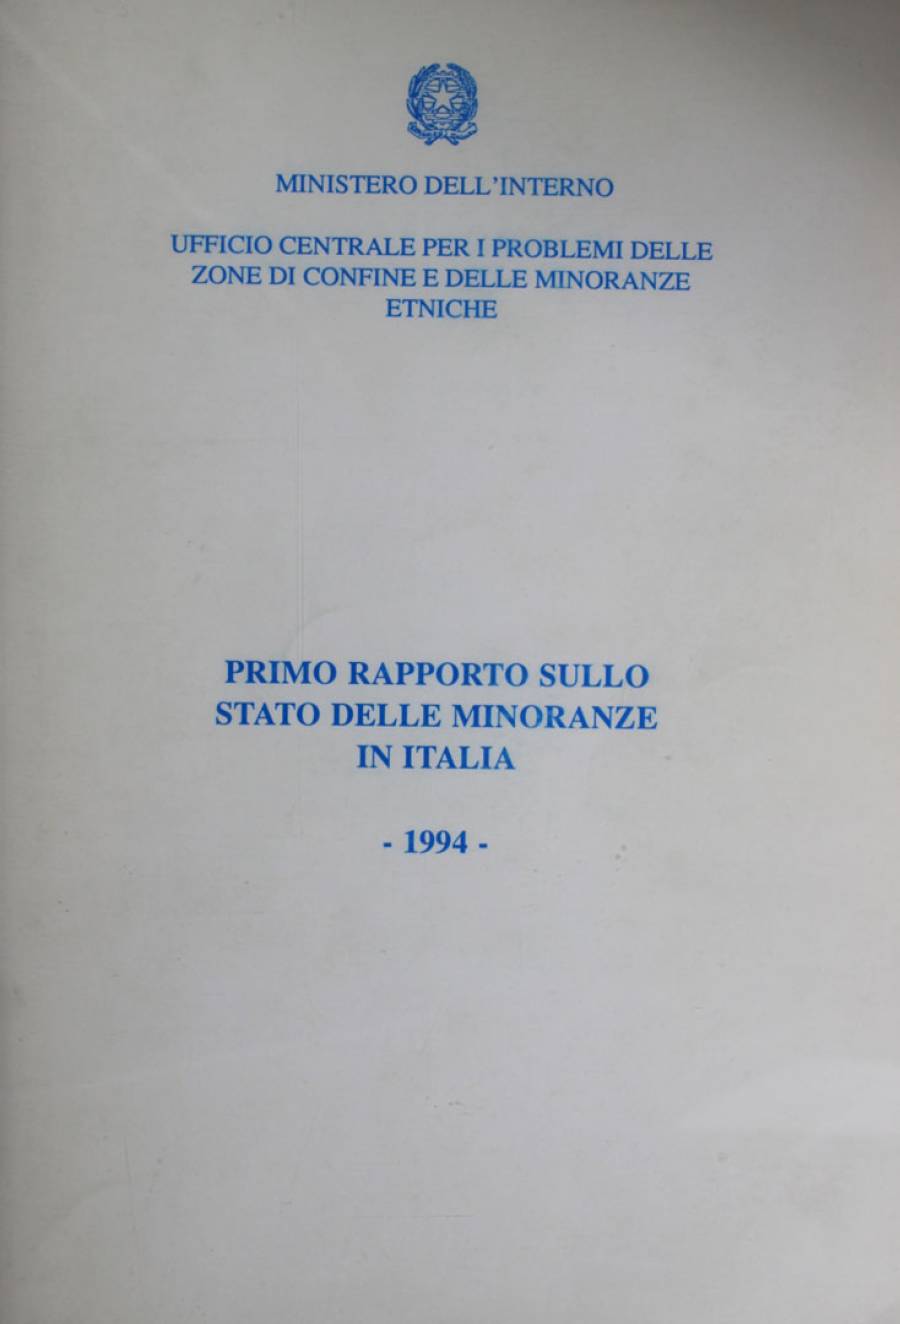 MINISTERO DELL'INTERNO
UFFICIO CENTRALE PER I PROBLEMI DELLE
ZONE DI CONFINE E DELLE MINORANZE
ETNICHE
PRIMO RAPPORTO SULLO
STATO DELLE MINORANZE
IN ITALIA
- 1994 -